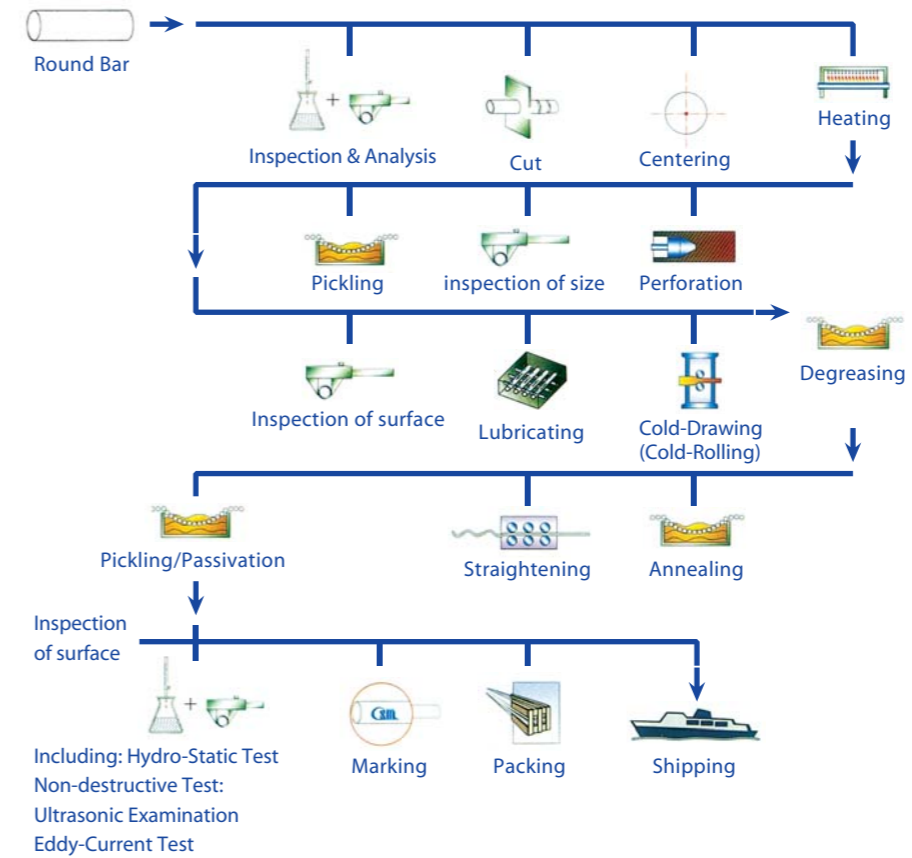 Round Bar
Inspection & Analysis
Cut
Centering
Heating
Pickling
inspection of size
Perforation
Inspection of surface
Lubricating
Cold-Drawing
(Cold-Rolling)
Degreasing
Pickling/Passivation
Straightening
Annealing
Inspection
of surface
Including: Hydro-Static Test
Non-destructive Test:
Ultrasonic Examination
Eddy-Current Test
Marking
Packing
Shipping